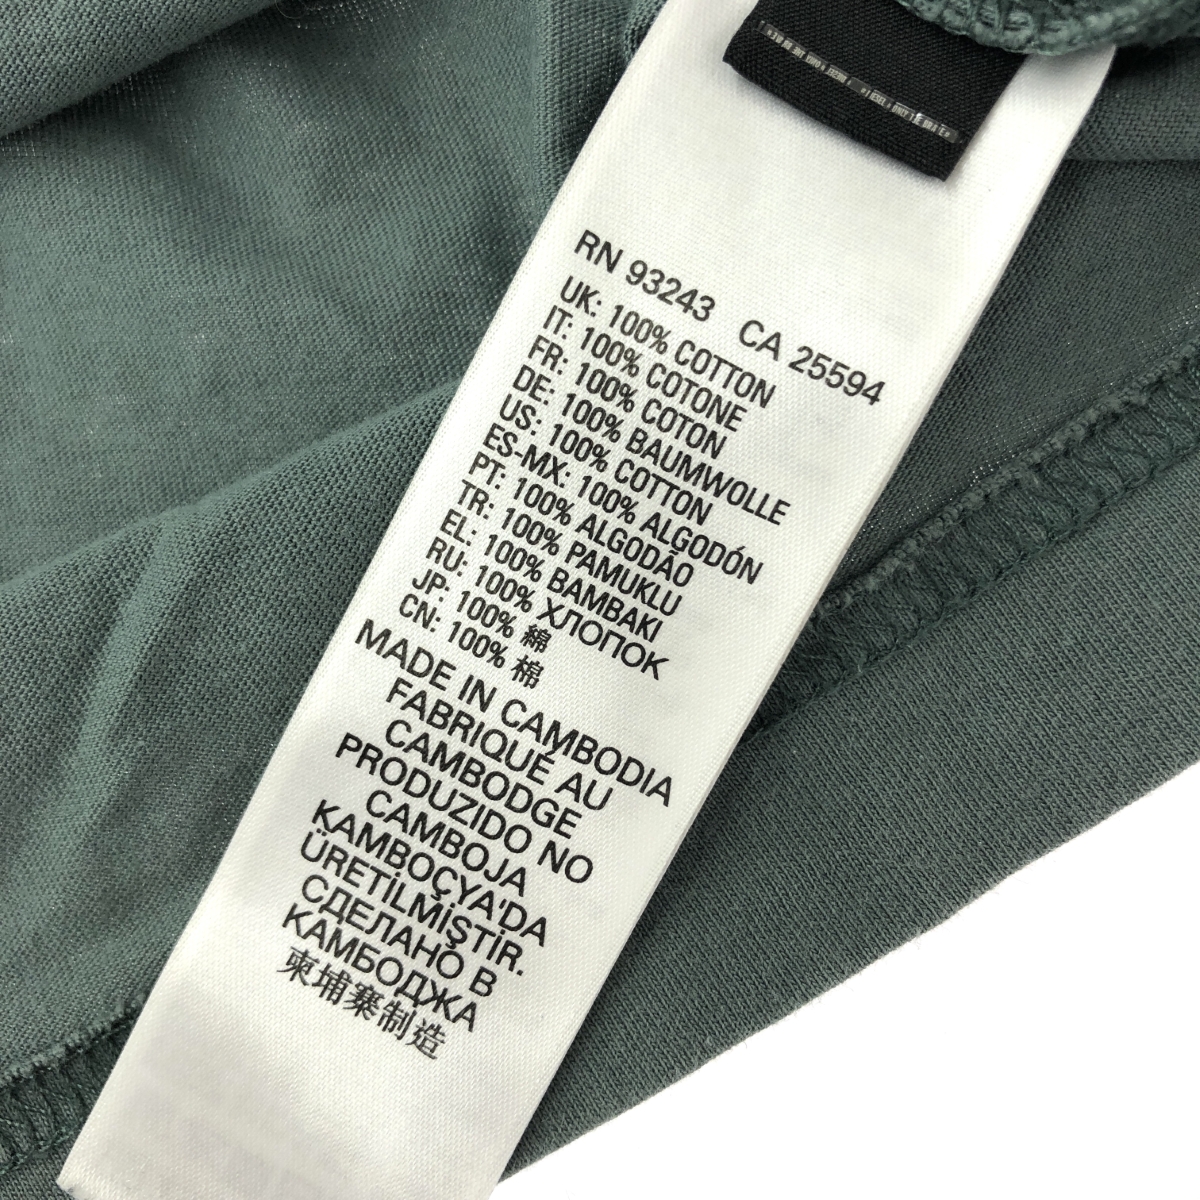 RN 93243 CA 25594
UK: 100% COTTON
IT: 100% COTONE
FR: 100% COTON
DE: 100% BAUMWOLLE
US: 100% COTTON
ES-MX: 100% ALGODÓN
PT: 100% ALGODÃO
TR: 100% PAMUKLU
EL: 100% BAMBAKI
RU: 100% ХЛОПОК
JP: 100% 綿
CN: 100% 棉
MADE IN CAMBODIA
FABRIQUÉ AU
CAMBODGE
PRODUZIDO NO
CAMBOJA
KAMBOÇYA'DA
ÜRETİLMİŞTİR.
СДЕЛАНО В
КАМБОДЖА
柬埔寨制造